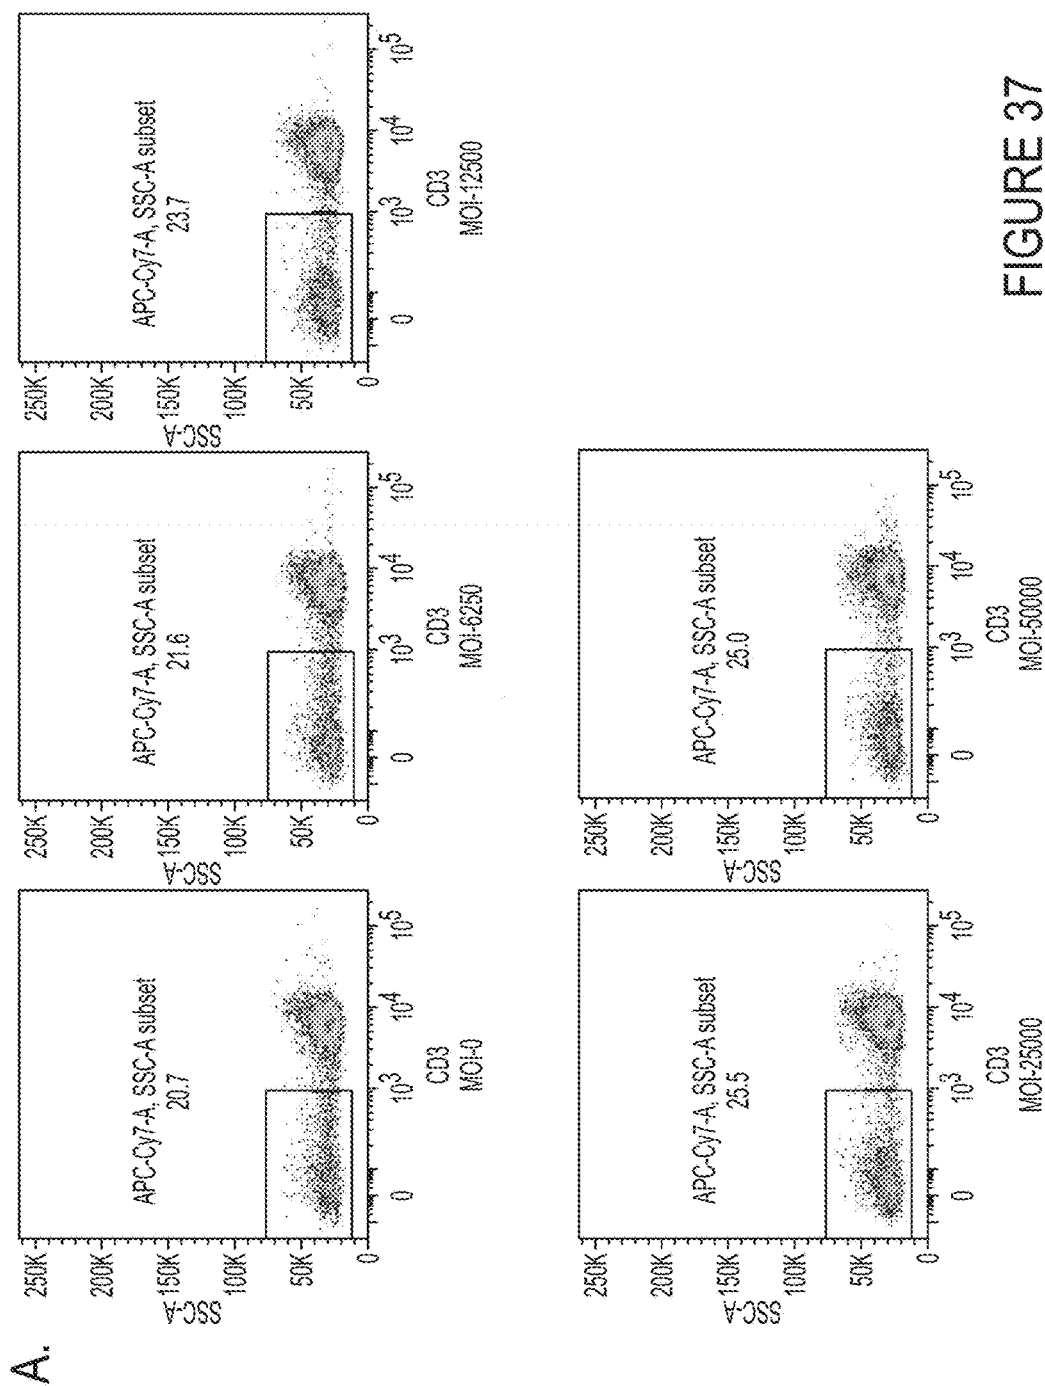 A.
250K
200K
150K
100K
50K
0
SSC-A
APC-Cy7-A, SSC-A subset
20.7
0 10^3 10^4 10^5
CD3
MOI-0
250K
200K
150K
100K
50K
0
SSC-A
APC-Cy7-A, SSC-A subset
21.6
0 10^3 10^4 10^5
CD3
MOI-6250
250K
200K
150K
100K
50K
0
SSC-A
APC-Cy7-A, SSC-A subset
23.7
0 10^3 10^4 10^5
CD3
MOI-12500
250K
200K
150K
100K
50K
0
SSC-A
APC-Cy7-A, SSC-A subset
25.5
0 10^3 10^4 10^5
CD3
MOI-25000
250K
200K
150K
100K
50K
0
SSC-A
APC-Cy7-A, SSC-A subset
25.0
0 10^3 10^4 10^5
CD3
MOI-50000
FIGURE 37